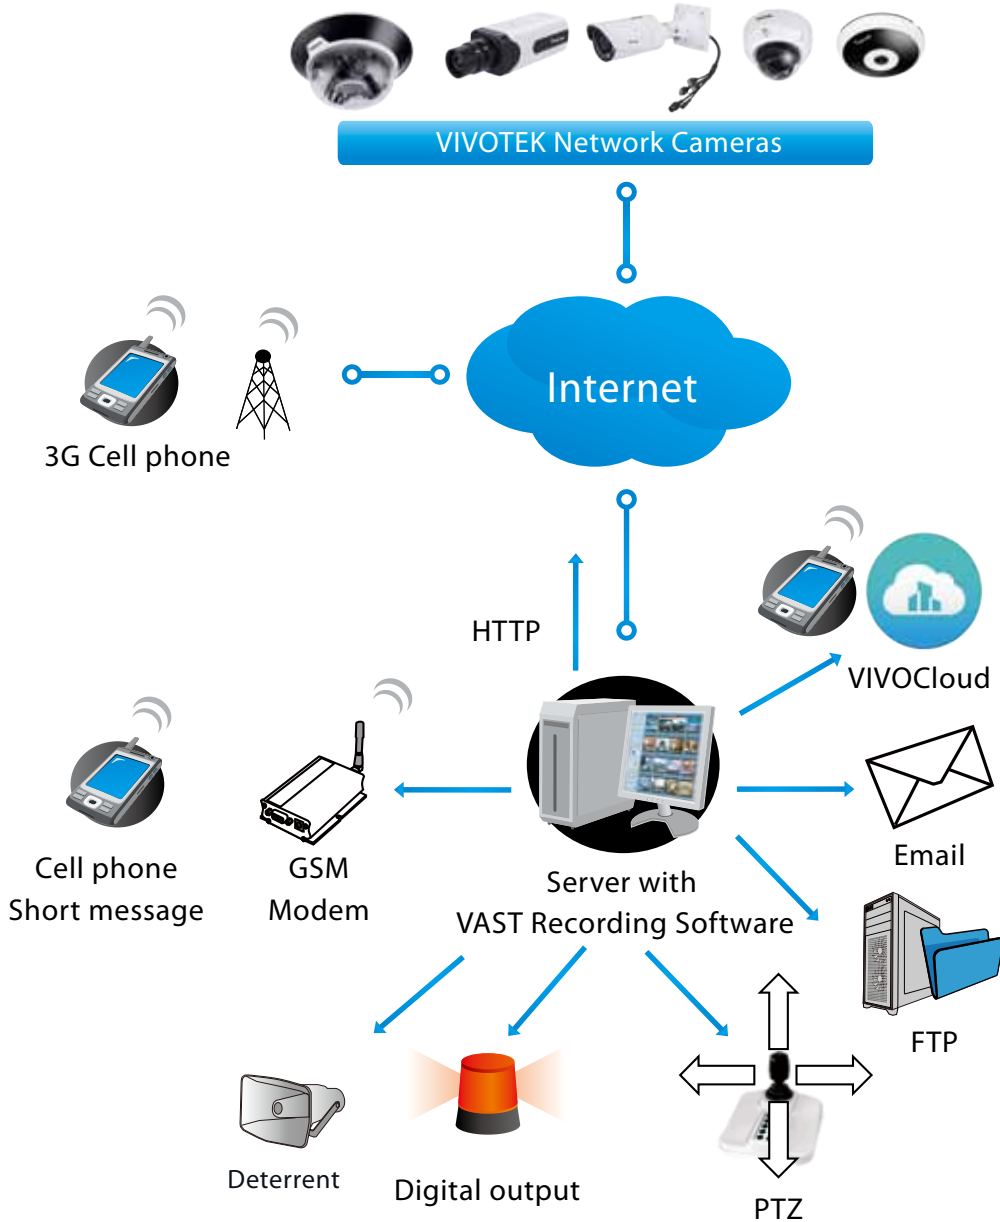 VIVOTEK Network Cameras
Internet
3G Cell phone
HTTP
VIVOCloud
Cell phone
Short message
GSM
Modem
Server with
VAST Recording Software
Email
FTP
Deterrent
Digital output
PTZ